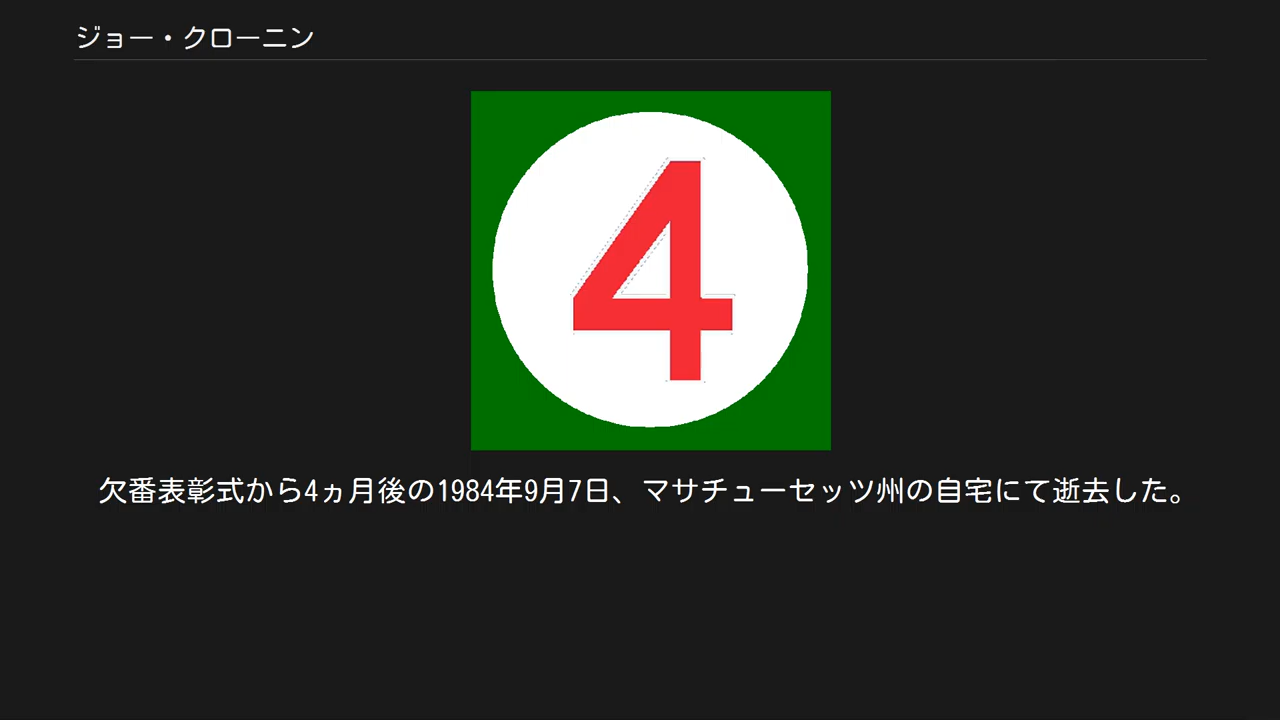 ジョー・クローニン
4
欠番表彰式から4ヵ月後の1984年9月7日、マサチューセッツ州の自宅にて逝去した。